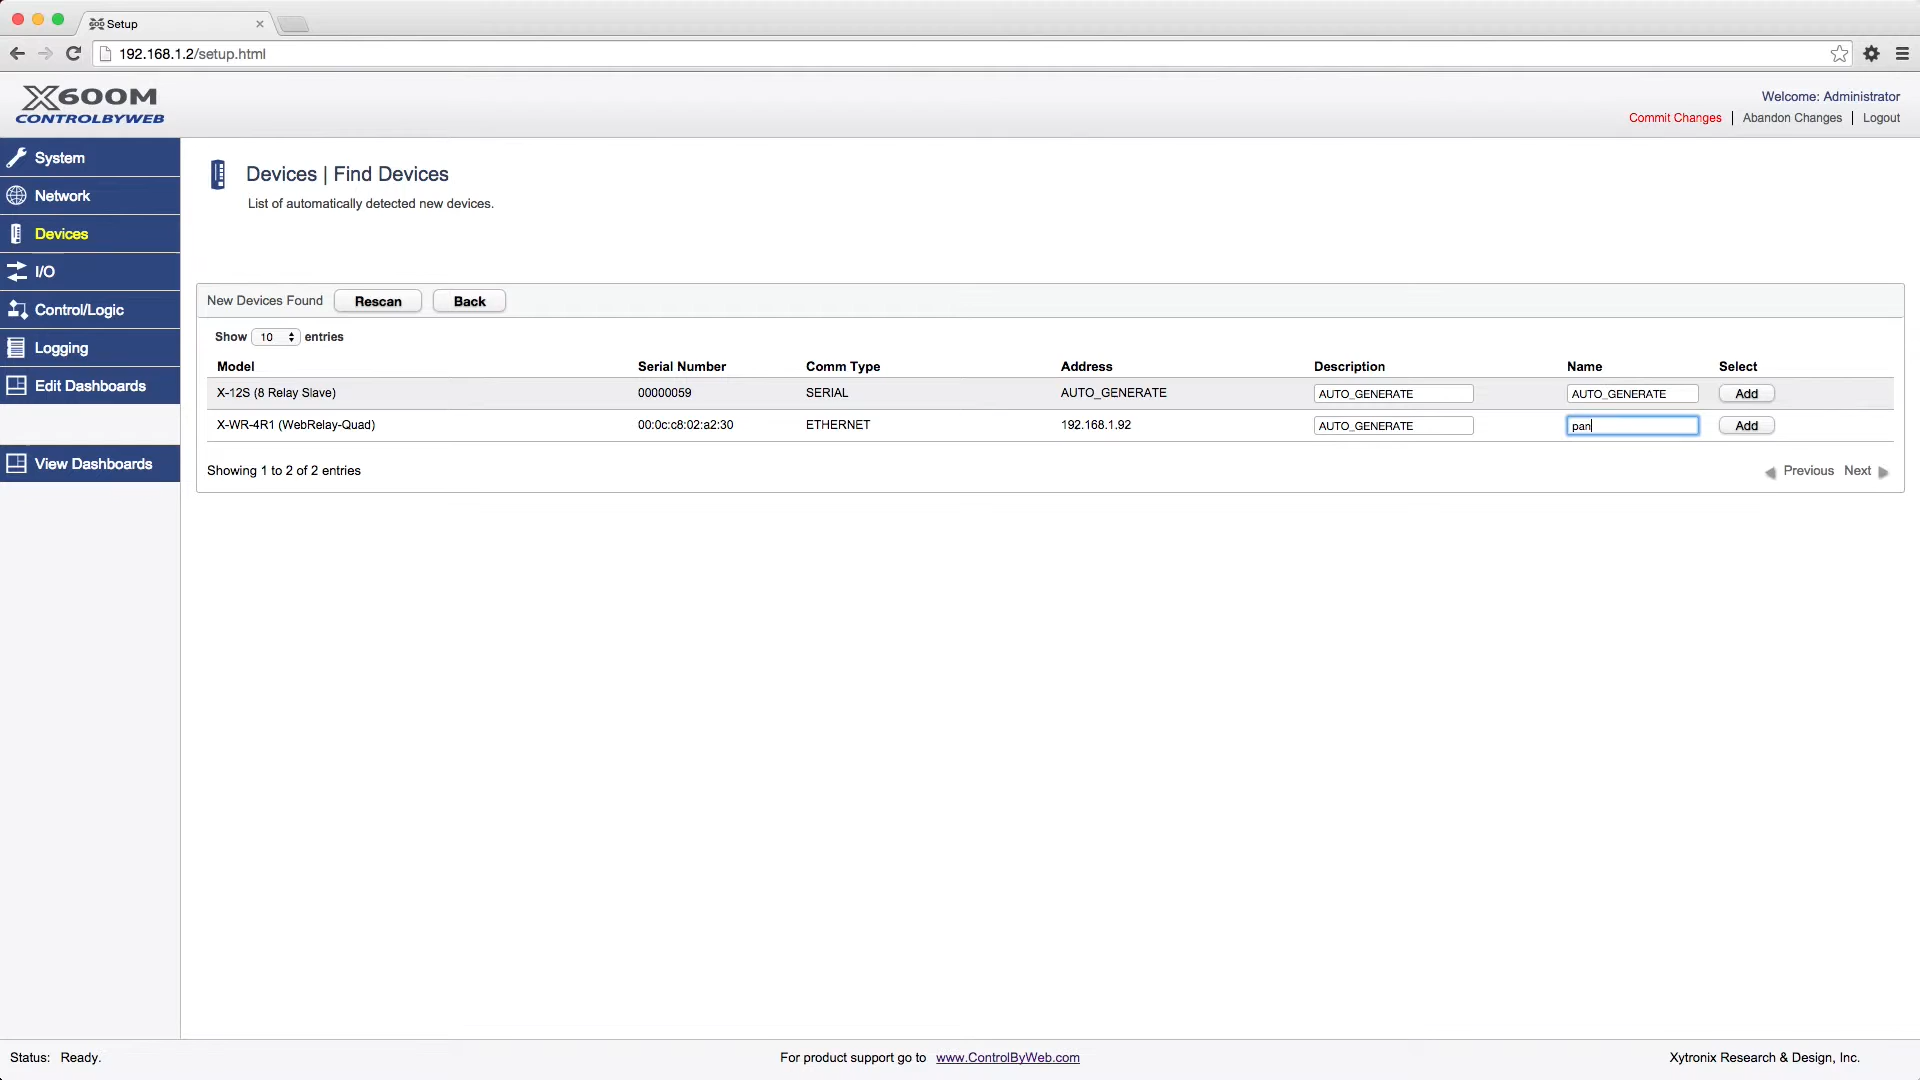 Setup
192.168.1.2/setup.html
X600M
CONTROLBYWEB
Welcome: Administrator
Commit Changes | Abandon Changes | Logout
System
Network
Devices
I/O
Control/Logic
Logging
Edit Dashboards
View Dashboards
Devices | Find Devices
List of automatically detected new devices.
New Devices Found Rescan Back
Show 10 entries
Model Serial Number Comm Type Address Description Name Select
X-12S (8 Relay Slave) 00000059 SERIAL AUTO_GENERATE AUTO_GENERATE AUTO_GENERATE Add
X-WR-4R1 (WebRelay-Quad) 00:0c:c8:02:a2:30 ETHERNET 192.168.1.92 AUTO_GENERATE pan Add
Showing 1 to 2 of 2 entries Previous Next
Status: Ready. For product support go to www.ControlByWeb.com Xytronix Research & Design, Inc.